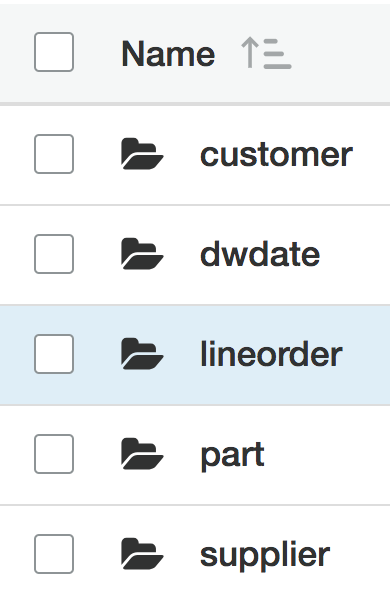 Name
customer
dwdate
lineorder
part
supplier